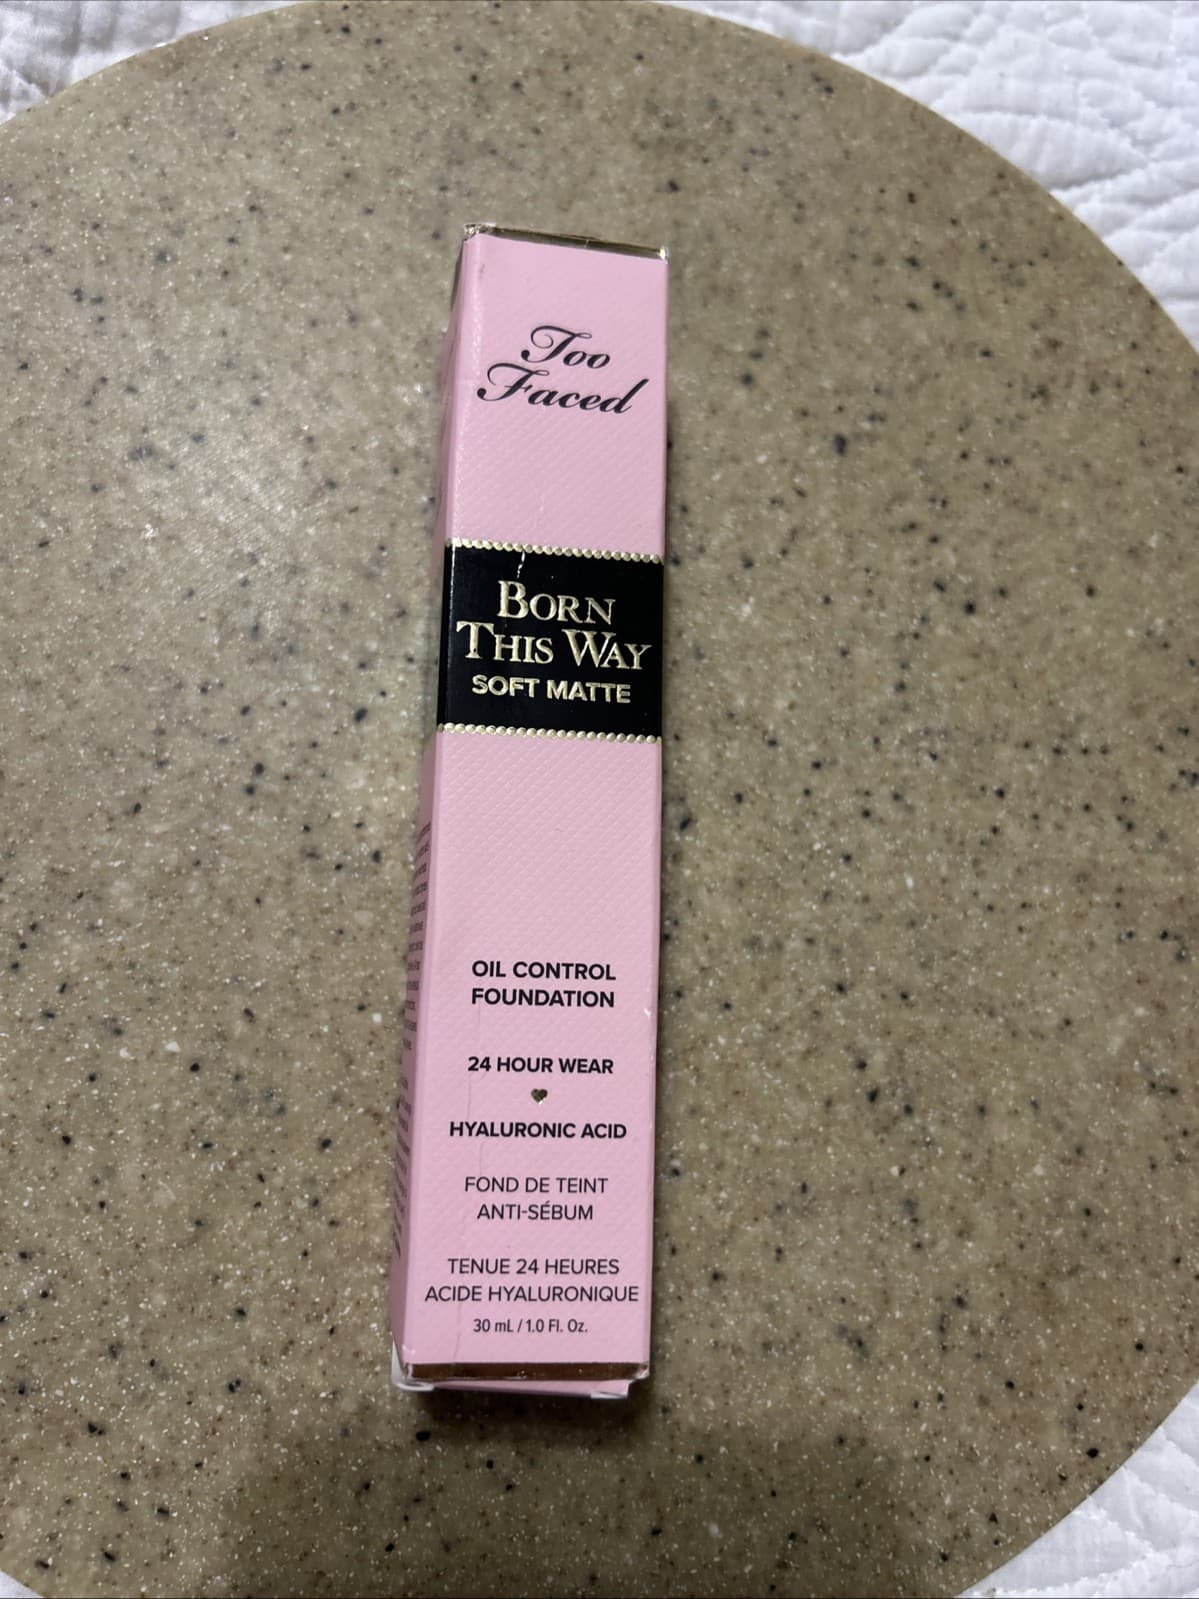 Too
Faced
BORN
THIS WAY
SOFT MATTE
OIL CONTROL
FOUNDATION
24 HOUR WEAR
HYALURONIC ACID
FOND DE TEINT
ANTI-SÉBUM
TENUE 24 HEURES
ACIDE HYALURONIQUE
30 mL / 1.0 Fl. Oz.